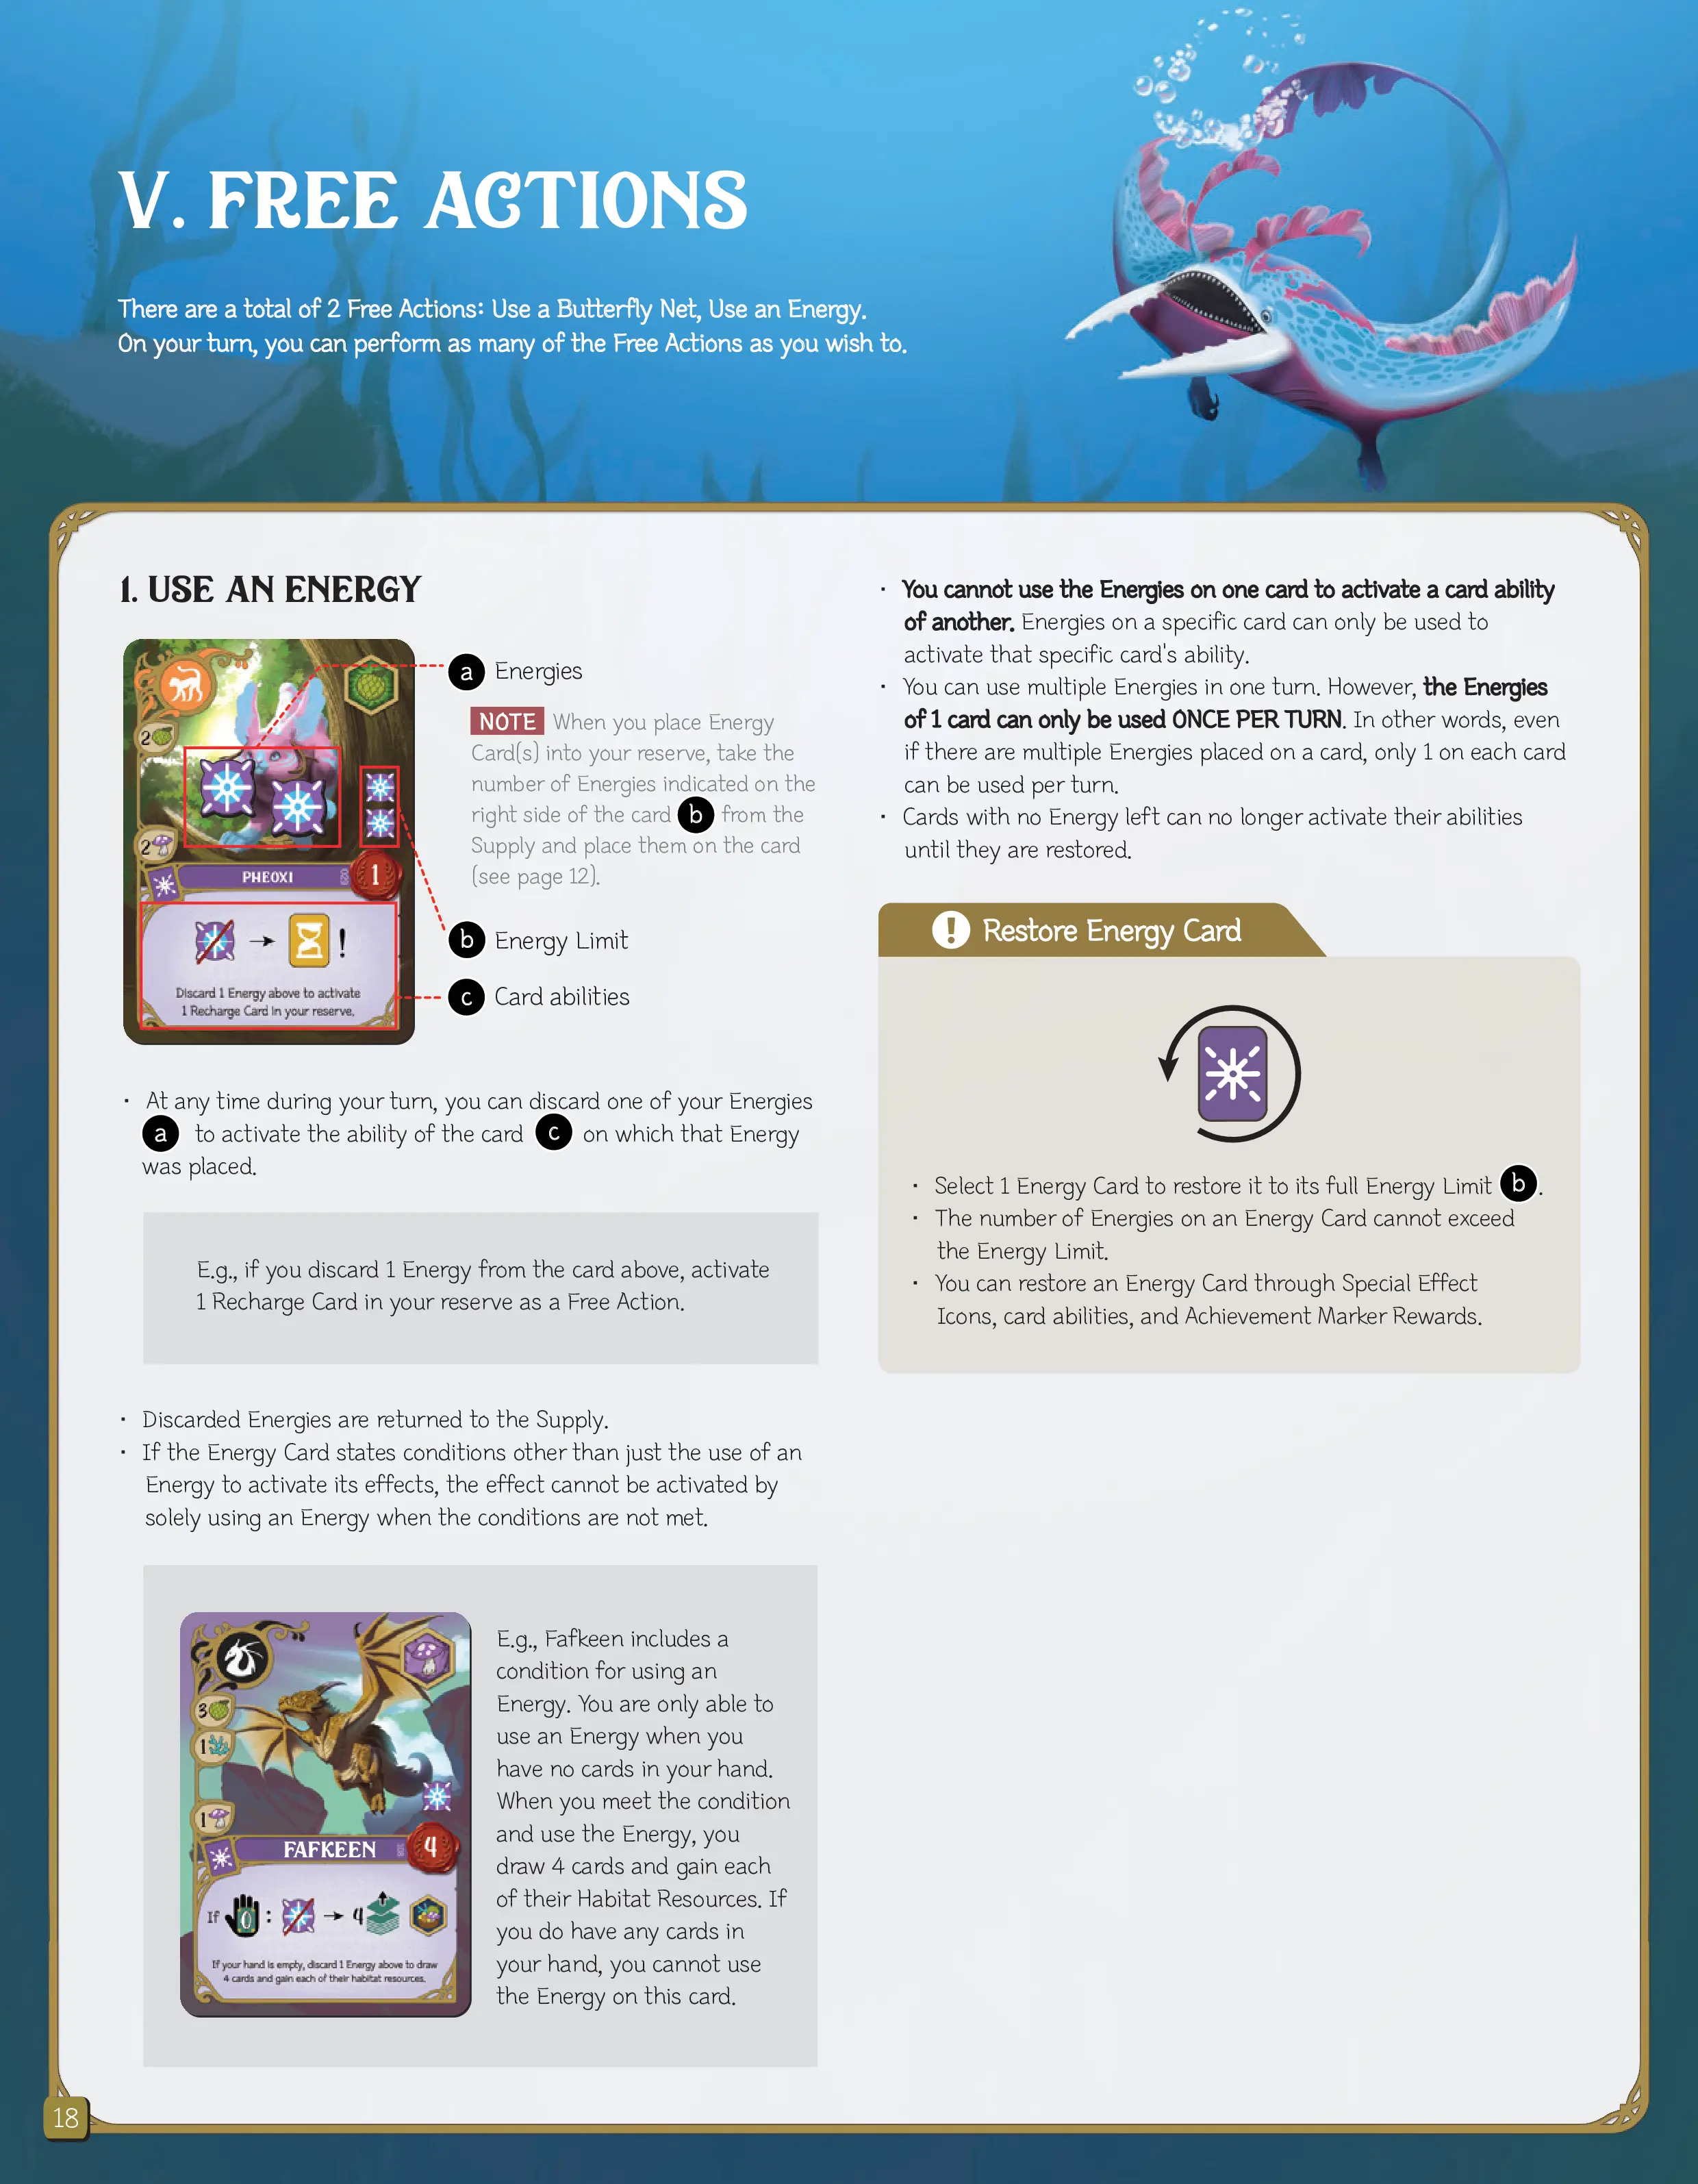 V. FREE ACTIONS
There are a total of 2 Free Actions: Use a Butterfly Net, Use an Energy.
On your turn, you can perform as many of the Free Actions as you wish to.
1. USE AN ENERGY
2
2
PHEOXI
1
!
Discard 1 Energy above to activate
1 Recharge Card in your reserve.
a Energies
NOTE When you place Energy
Card(s) into your reserve, take the
number of Energies indicated on the
right side of the card b from the
Supply and place them on the card
(see page 12).
b Energy Limit
c Card abilities
· At any time during your turn, you can discard one of your Energies
a to activate the ability of the card c on which that Energy
was placed.
E.g., if you discard 1 Energy from the card above, activate
1 Recharge Card in your reserve as a Free Action.
· Discarded Energies are returned to the Supply.
· If the Energy Card states conditions other than just the use of an
Energy to activate its effects, the effect cannot be activated by
solely using an Energy when the conditions are not met.
3
1
1
FAFKEEN
4
If 0 : → 4
If your hand is empty, discard 1 Energy above to draw
4 cards and gain each of their habitat resources.
E.g., Fafkeen includes a
condition for using an
Energy. You are only able to
use an Energy when you
have no cards in your hand.
When you meet the condition
and use the Energy, you
draw 4 cards and gain each
of their Habitat Resources. If
you do have any cards in
your hand, you cannot use
the Energy on this card.
· You cannot use the Energies on one card to activate a card ability
of another. Energies on a specific card can only be used to
activate that specific card's ability.
· You can use multiple Energies in one turn. However, the Energies
of 1 card can only be used ONCE PER TURN. In other words, even
if there are multiple Energies placed on a card, only 1 on each card
can be used per turn.
· Cards with no Energy left can no longer activate their abilities
until they are restored.
! Restore Energy Card
· Select 1 Energy Card to restore it to its full Energy Limit b.
· The number of Energies on an Energy Card cannot exceed
the Energy Limit.
· You can restore an Energy Card through Special Effect
Icons, card abilities, and Achievement Marker Rewards.
18